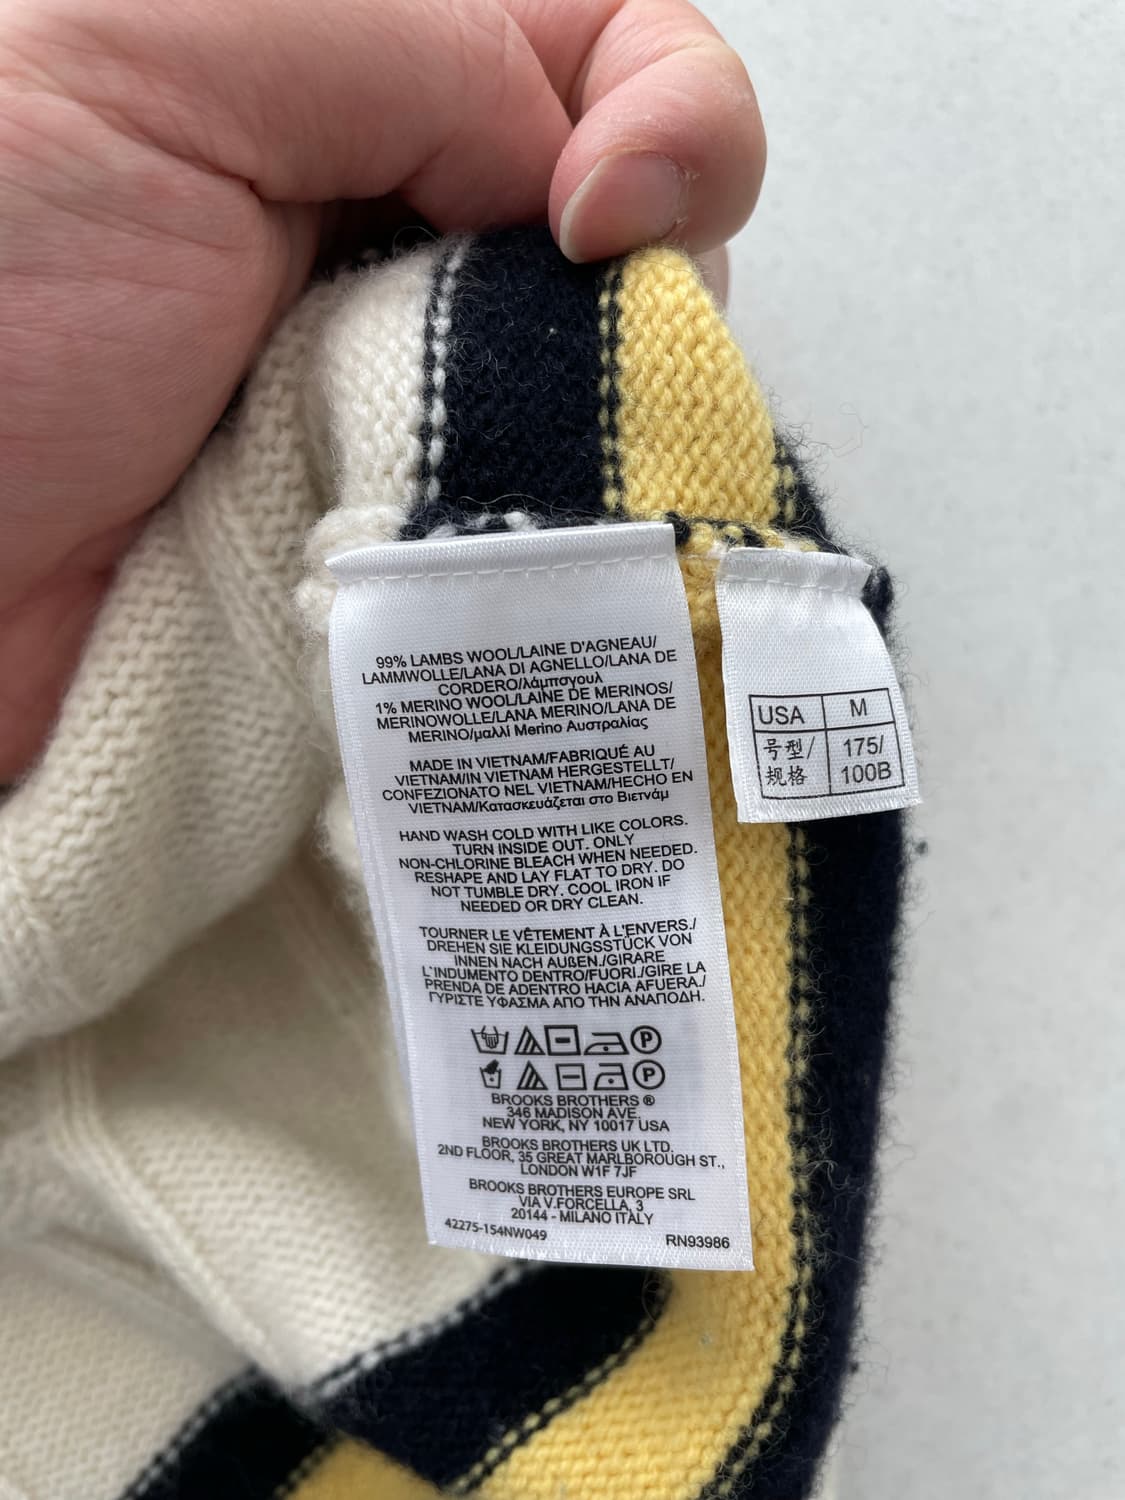 99% LAMBS WOOL/LAINE D'AGNEAU/
LAMMWOLLE/LANA DI AGNELLO/LANA DE
CORDERO/λάμπσγουλ
1% MERINO WOOL/LAINE DE MERINOS/
MERINOWOLLE/LANA MERINO/LANA DE
MERINO/μαλλί Merino Αυστραλίας
MADE IN VIETNAM/FABRIQUÉ AU
VIETNAM/IN VIETNAM HERGESTELLT/
CONFEZIONATO NEL VIETNAM/HECHO EN
VIETNAM/Κατασκευάζεται στο Βιετνάμ
HAND WASH COLD WITH LIKE COLORS.
TURN INSIDE OUT. ONLY
NON-CHLORINE BLEACH WHEN NEEDED.
RESHAPE AND LAY FLAT TO DRY. DO
NOT TUMBLE DRY. COOL IRON IF
NEEDED OR DRY CLEAN.
TOURNER LE VÊTEMENT À L'ENVERS./
DREHEN SIE KLEIDUNGSSTÜCK VON
INNEN NACH AUßEN./GIRARE
L'INDUMENTO DENTRO/FUORI./GIRE LA
PRENDA DE ADENTRO HACIA AFUERA./
ΓΥΡΙΣΤΕ ΥΦΑΣΜΑ ΑΠΟ ΤΗΝ ΑΝΑΠΟΔΗ.
P
P
BROOKS BROTHERS ®
346 MADISON AVE.
NEW YORK, NY 10017 USA
BROOKS BROTHERS UK LTD.
2ND FLOOR, 35 GREAT MARLBOROUGH ST.,
LONDON W1F 7JF
BROOKS BROTHERS EUROPE SRL
VIA V.FORCELLA, 3
20144 - MILANO ITALY
42275-154NW049 RN93986
USA M
号型/ 175/
规格 100B